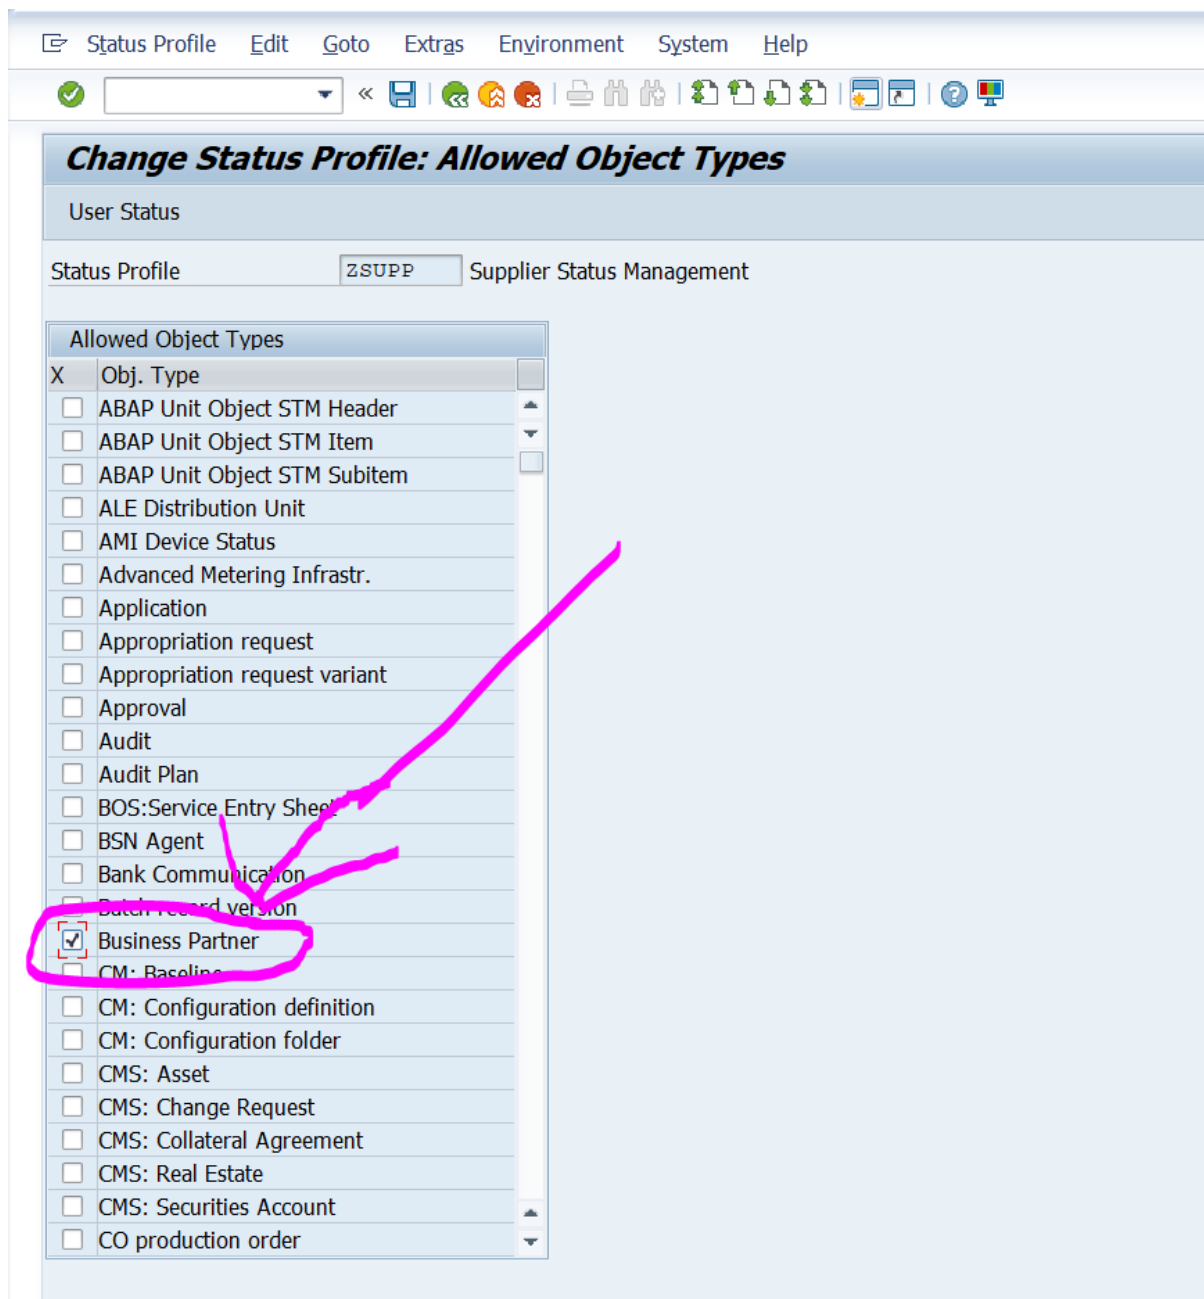 Status Profile Edit Goto Extras Environment System Help
Change Status Profile: Allowed Object Types
User Status
Status Profile ZSUPP Supplier Status Management
Allowed Object Types
X Obj. Type
ABAP Unit Object STM Header
ABAP Unit Object STM Item
ABAP Unit Object STM Subitem
ALE Distribution Unit
AMI Device Status
Advanced Metering Infrastr.
Application
Appropriation request
Appropriation request variant
Approval
Audit
Audit Plan
BOS:Service Entry Sheet
BSN Agent
Bank Communication
Batch record version
Business Partner
CM: Baseline
CM: Configuration definition
CM: Configuration folder
CMS: Asset
CMS: Change Request
CMS: Collateral Agreement
CMS: Real Estate
CMS: Securities Account
CO production order